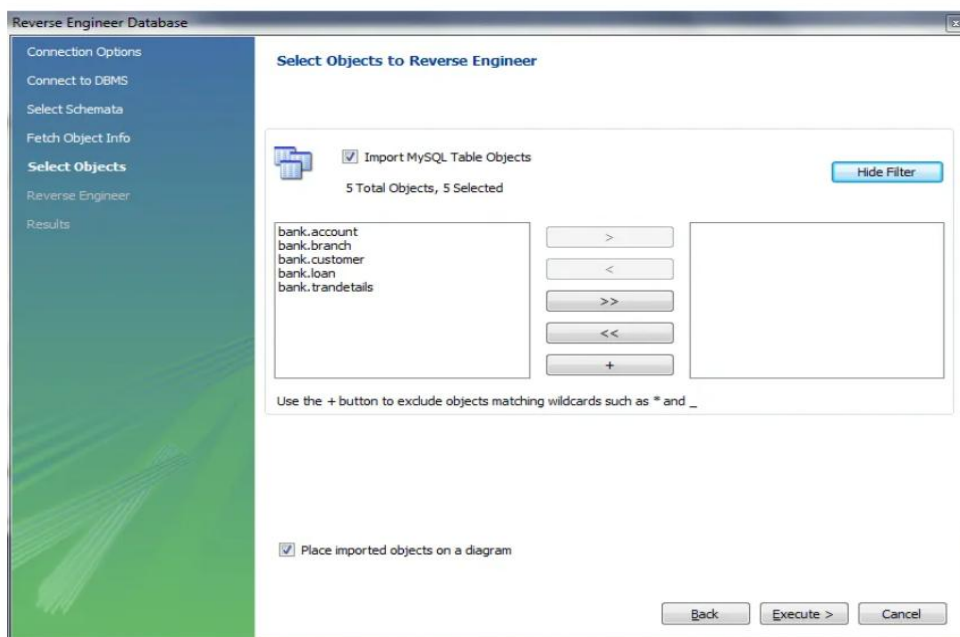 Reverse Engineer Database
x
Connection Options
Connect to DBMS
Select Schemata
Fetch Object Info
Select Objects
Reverse Engineer
Results
Select Objects to Reverse Engineer
Import MySQL Table Objects
5 Total Objects, 5 Selected
Hide Filter
bank.account
bank.branch
bank.customer
bank.loan
bank.trandetails
>
<
>>
<<
+
Use the + button to exclude objects matching wildcards such as * and _
Place imported objects on a diagram
Back
Execute >
Cancel